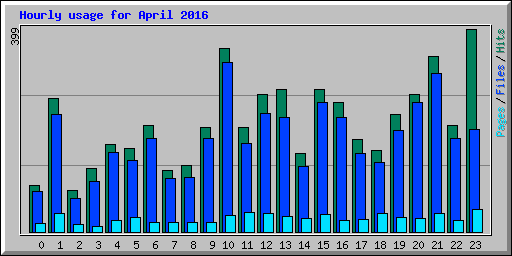 Hourly usage for April 2016
399
Pages / Files / Hits
0 1 2 3 4 5 6 7 8 9 10 11 12 13 14 15 16 17 18 19 20 21 22 23